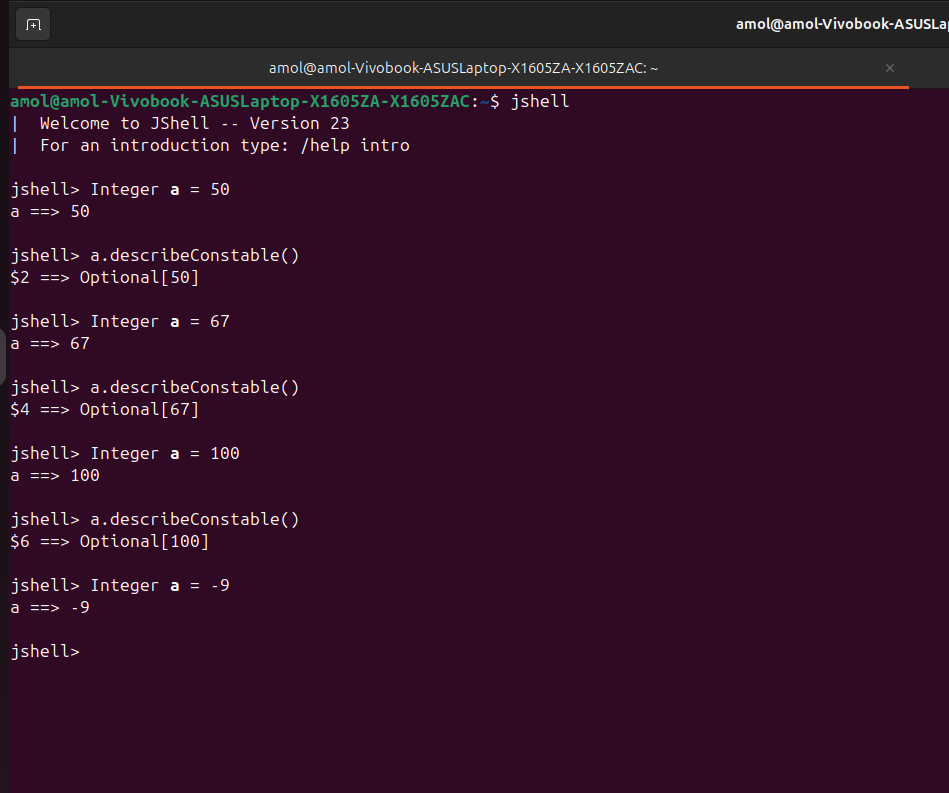 amol@amol-Vivobook-ASUSLap
amol@amol-Vivobook-ASUSLaptop-X1605ZA-X1605ZAC: ~
amol@amol-Vivobook-ASUSLaptop-X1605ZA-X1605ZAC:~$ jshell
|  Welcome to JShell -- Version 23
|  For an introduction type: /help intro
jshell> Integer a = 50
a ==> 50
jshell> a.describeConstable()
$2 ==> Optional[50]
jshell> Integer a = 67
a ==> 67
jshell> a.describeConstable()
$4 ==> Optional[67]
jshell> Integer a = 100
a ==> 100
jshell> a.describeConstable()
$6 ==> Optional[100]
jshell> Integer a = -9
a ==> -9
jshell>